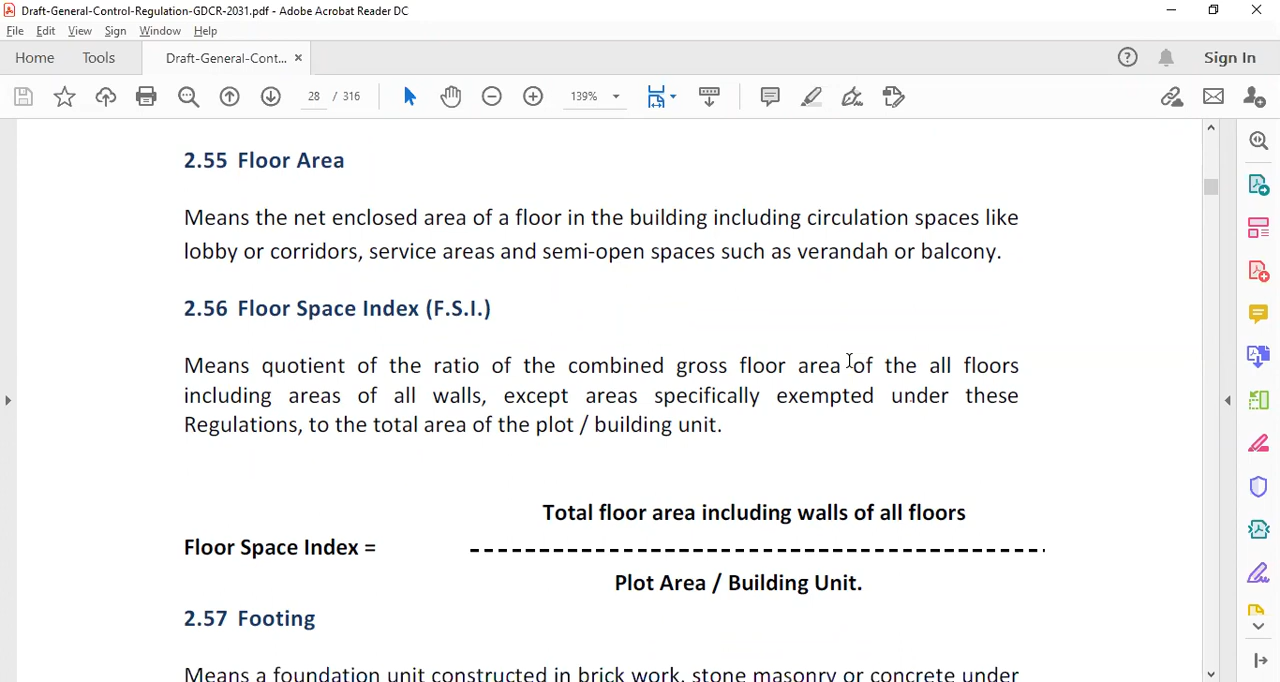 Draft-General-Control-Regulation-GDCR-2031.pdf - Adobe Acrobat Reader DC
File Edit View Sign Window Help
Home Tools Draft-General-Cont... × Sign In
28 / 316 139%
2.55 Floor Area
Means the net enclosed area of a floor in the building including circulation spaces like
lobby or corridors, service areas and semi-open spaces such as verandah or balcony.
2.56 Floor Space Index (F.S.I.)
Means quotient of the ratio of the combined gross floor area of the all floors
including areas of all walls, except areas specifically exempted under these
Regulations, to the total area of the plot / building unit.
Total floor area including walls of all floors
Floor Space Index =
Plot Area / Building Unit.
2.57 Footing
Means a foundation unit constructed in brick work, stone masonry or concrete under